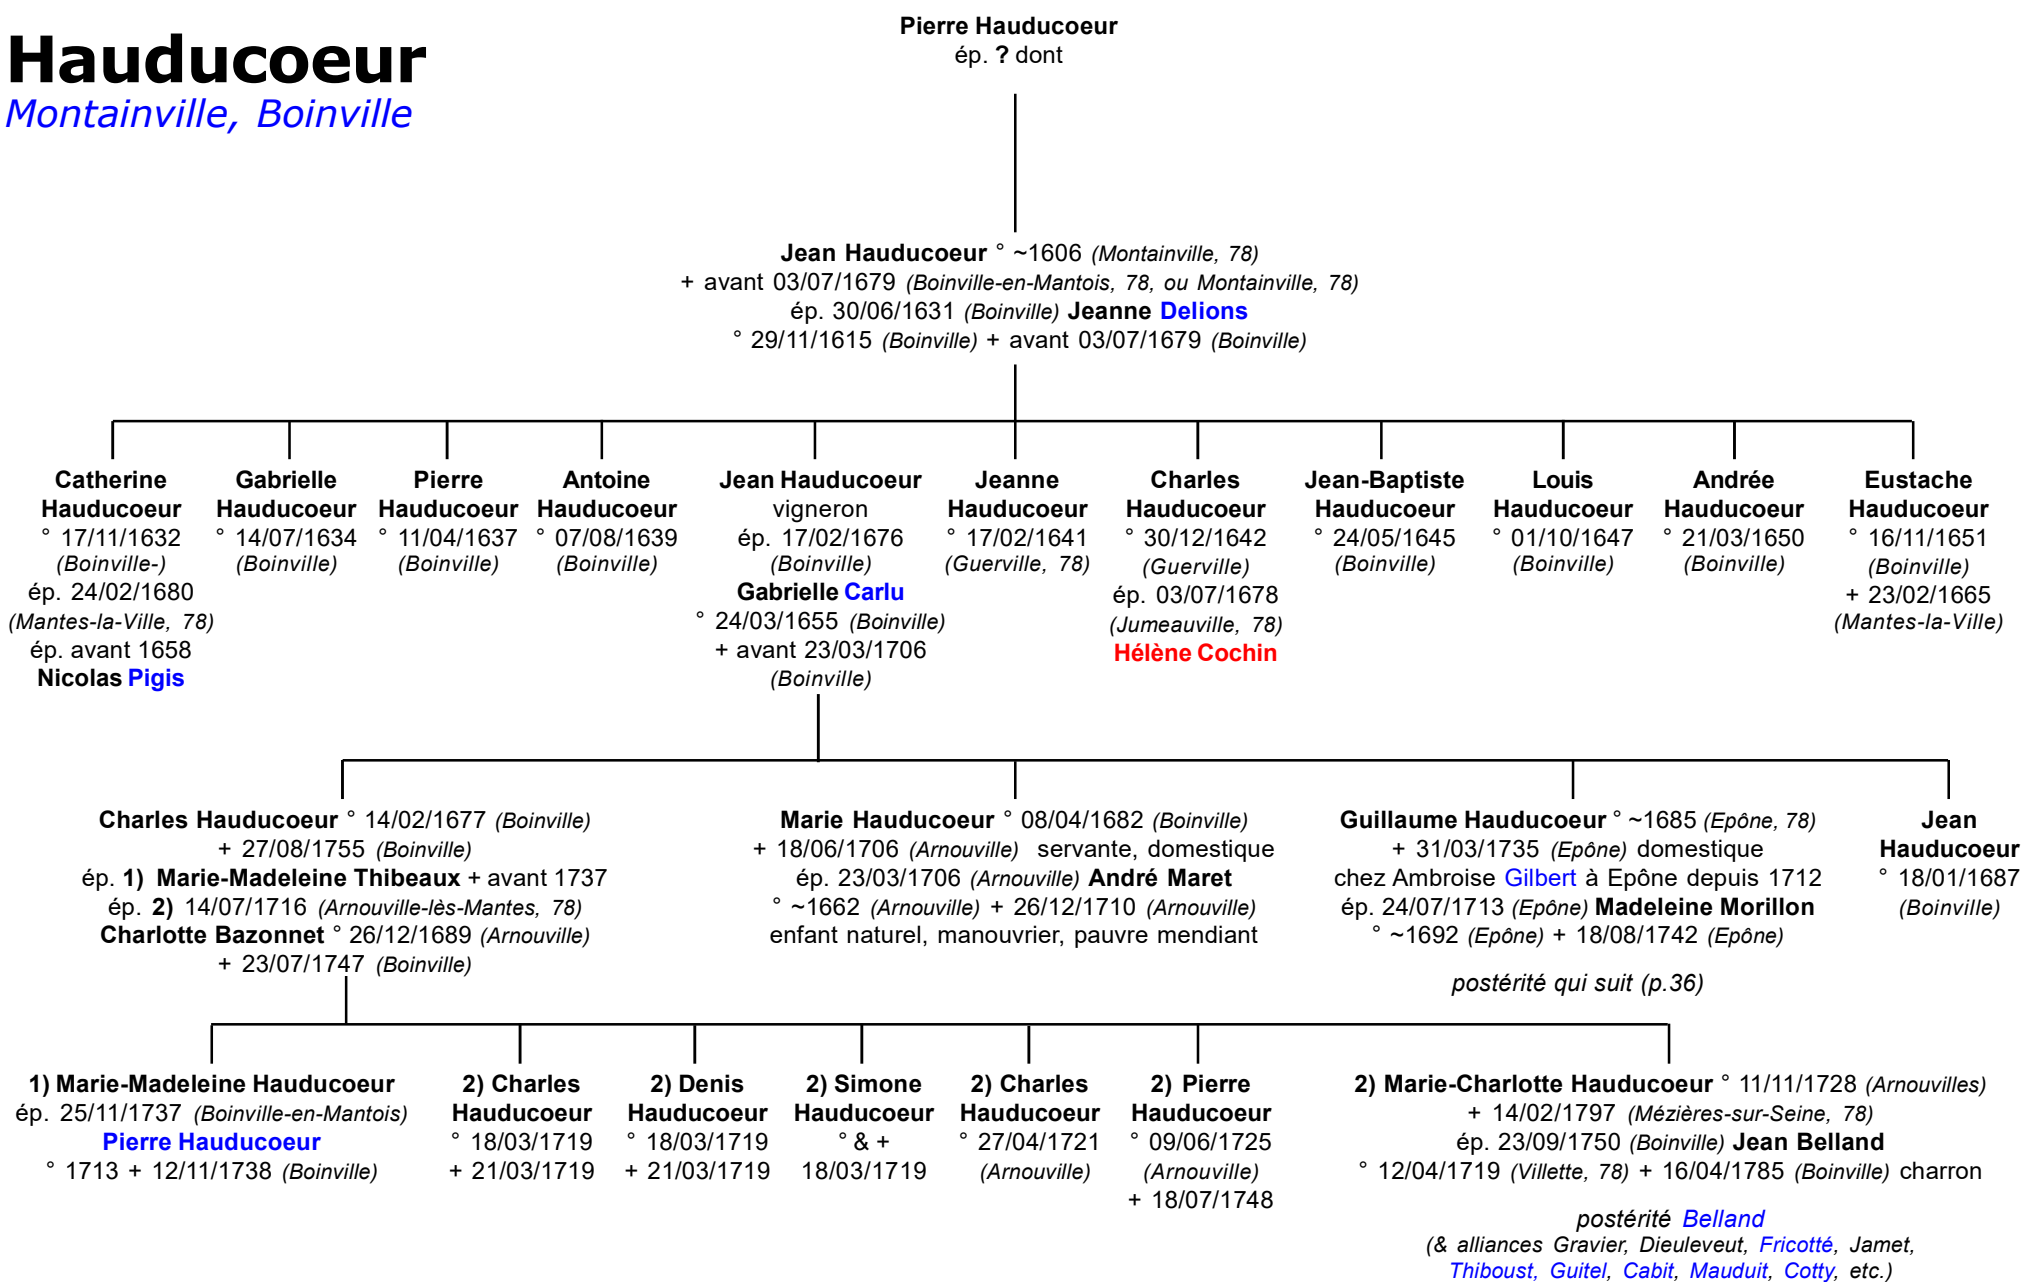 Hauducoeur
Montainville, Boinville
Pierre Hauducoeur
ép. ? dont
Jean Hauducoeur ° ~1606 (Montainville, 78)
+ avant 03/07/1679 (Boinville-en-Mantois, 78, ou Montainville, 78)
ép. 30/06/1631 (Boinville) Jeanne Delions
° 29/11/1615 (Boinville) + avant 03/07/1679 (Boinville)
Catherine
Hauducoeur
° 17/11/1632
(Boinville-)
ép. 24/02/1680
(Mantes-la-Ville, 78)
ép. avant 1658
Nicolas Pigis
Gabrielle
Hauducoeur
° 14/07/1634
(Boinville)
Pierre
Hauducoeur
° 11/04/1637
(Boinville)
Antoine
Hauducoeur
° 07/08/1639
(Boinville)
Jean Hauducoeur
vigneron
ép. 17/02/1676
(Boinville)
Gabrielle Carlu
° 24/03/1655 (Boinville)
+ avant 23/03/1706
(Boinville)
Jeanne
Hauducoeur
° 17/02/1641
(Guerville, 78)
Charles
Hauducoeur
° 30/12/1642
(Guerville)
ép. 03/07/1678
(Jumeauville, 78)
Hélène Cochin
Jean-Baptiste
Hauducoeur
° 24/05/1645
(Boinville)
Louis
Hauducoeur
° 01/10/1647
(Boinville)
Andrée
Hauducoeur
° 21/03/1650
(Boinville)
Eustache
Hauducoeur
° 16/11/1651
(Boinville)
+ 23/02/1665
(Mantes-la-Ville)
Charles Hauducoeur ° 14/02/1677 (Boinville)
+ 27/08/1755 (Boinville)
ép. 1) Marie-Madeleine Thibeaux + avant 1737
ép. 2) 14/07/1716 (Arnouville-lès-Mantes, 78)
Charlotte Bazonnet ° 26/12/1689 (Arnouville)
+ 23/07/1747 (Boinville)
Marie Hauducoeur ° 08/04/1682 (Boinville)
+ 18/06/1706 (Arnouville) servante, domestique
ép. 23/03/1706 (Arnouville) André Maret
° ~1662 (Arnouville) + 26/12/1710 (Arnouville)
enfant naturel, manouvrier, pauvre mendiant
Guillaume Hauducoeur ° ~1685 (Epône, 78)
+ 31/03/1735 (Epône) domestique
chez Ambroise Gilbert à Epône depuis 1712
ép. 24/07/1713 (Epône) Madeleine Morillon
° ~1692 (Epône) + 18/08/1742 (Epône)
postérité qui suit (p.36)
Jean
Hauducoeur
° 18/01/1687
(Boinville)
1) Marie-Madeleine Hauducoeur
ép. 25/11/1737 (Boinville-en-Mantois)
Pierre Hauducoeur
° 1713 + 12/11/1738 (Boinville)
2) Charles
Hauducoeur
° 18/03/1719
+ 21/03/1719
2) Denis
Hauducoeur
° 18/03/1719
+ 21/03/1719
2) Simone
Hauducoeur
° & +
18/03/1719
2) Charles
Hauducoeur
° 27/04/1721
(Arnouville)
2) Pierre
Hauducoeur
° 09/06/1725
(Arnouville)
+ 18/07/1748
2) Marie-Charlotte Hauducoeur ° 11/11/1728 (Arnouvilles)
+ 14/02/1797 (Mézières-sur-Seine, 78)
ép. 23/09/1750 (Boinville) Jean Belland
° 12/04/1719 (Villette, 78) + 16/04/1785 (Boinville) charron
postérité Belland
(& alliances Gravier, Dieuleveut, Fricotté, Jamet,
Thiboust, Guitel, Cabit, Mauduit, Cotty, etc.)